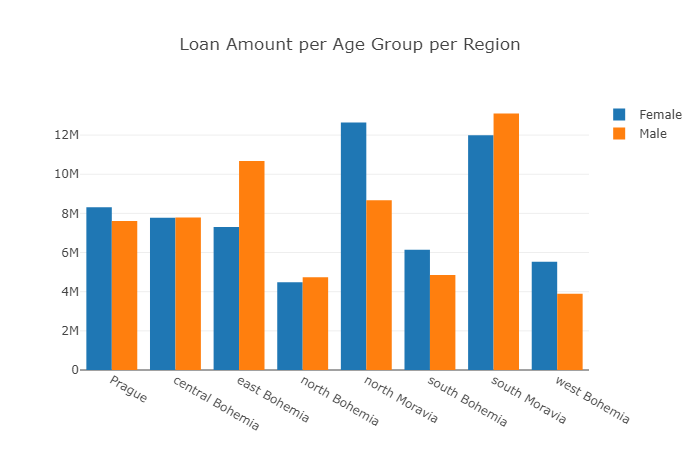 Loan Amount per Age Group per Region
Female
Male
12M
10M
8M
6M
4M
2M
0
Prague
central Bohemia
east Bohemia
north Bohemia
north Moravia
south Bohemia
south Moravia
west Bohemia